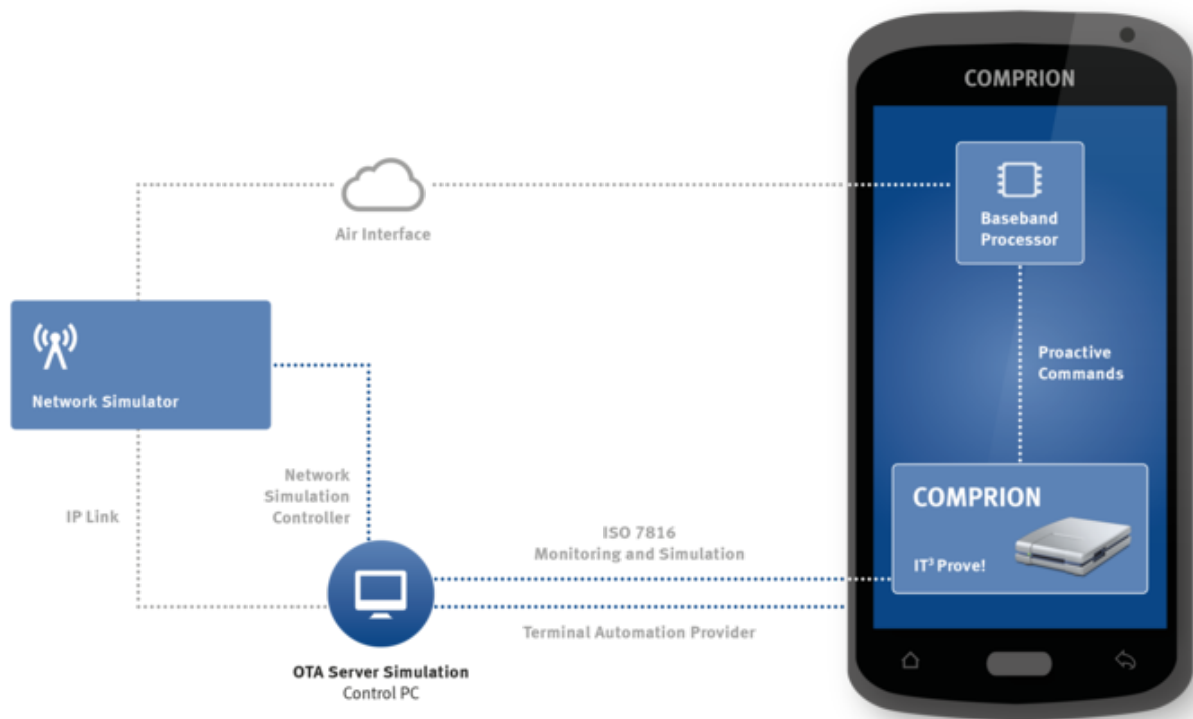 COMPRION
Baseband
Processor
Air Interface
Proactive
Commands
Network Simulator
COMPRION
IT³ Prove!
Network
Simulation
Controller
IP Link
ISO 7816
Monitoring and Simulation
Terminal Automation Provider
OTA Server Simulation
Control PC